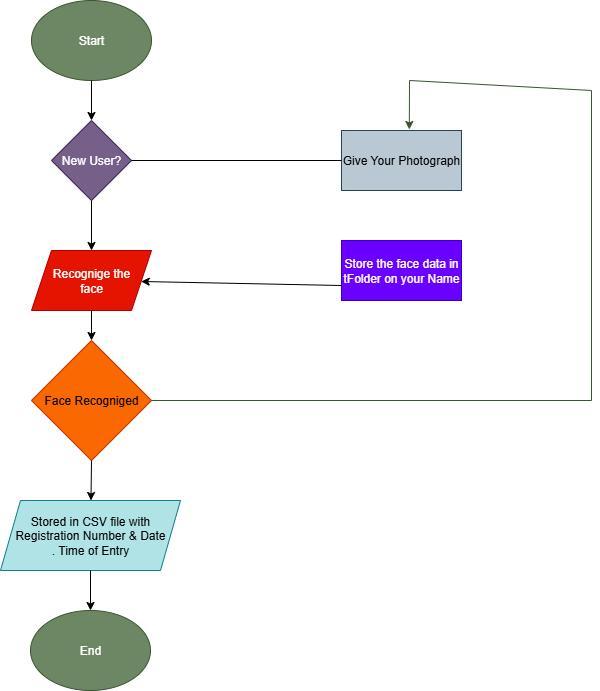 Start
New User?
Give Your Photograph
Recognige the
face
Store the face data in
tFolder on your Name
Face Recogniged
Stored in CSV file with
Registration Number & Date
. Time of Entry
End